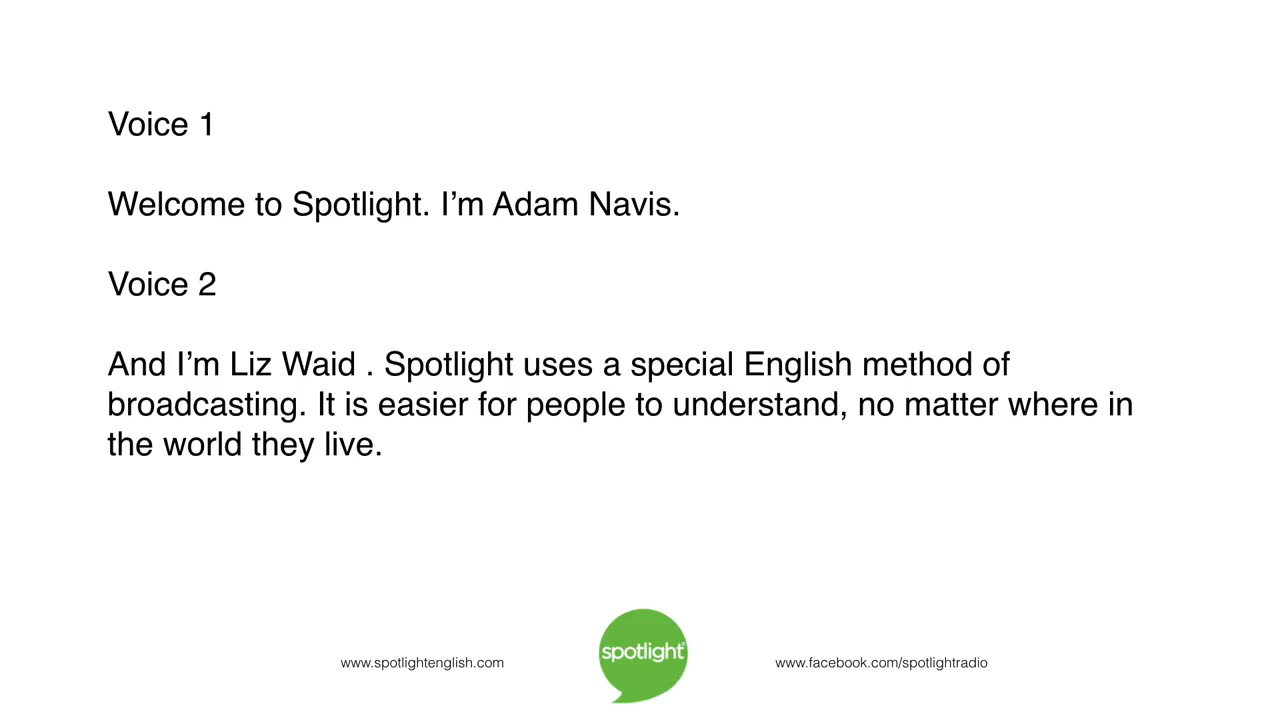 Voice 1
Welcome to Spotlight. I’m Adam Navis.
Voice 2
And I’m Liz Waid . Spotlight uses a special English method of
broadcasting. It is easier for people to understand, no matter where in
the world they live.
www.spotlightenglish.com
spotlight
www.facebook.com/spotlightradio